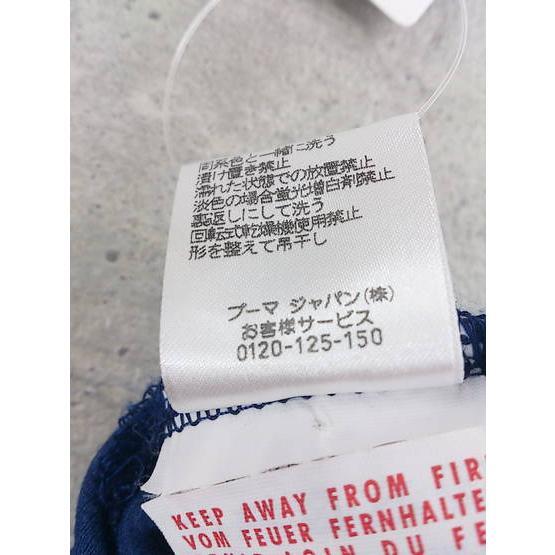 同系色と一緒に洗う
漬け置き禁止
濡れた状態での放置禁止
淡色の場合蛍光増白剤禁止
裏返しにして洗う
回転式乾燥機使用禁止
形を整えて吊干し
プーマ ジャパン(株)
お客様サービス
0120-125-150
KEEP AWAY FROM FIR
VOM FEUER FERNHALTE
LOIN DU FE